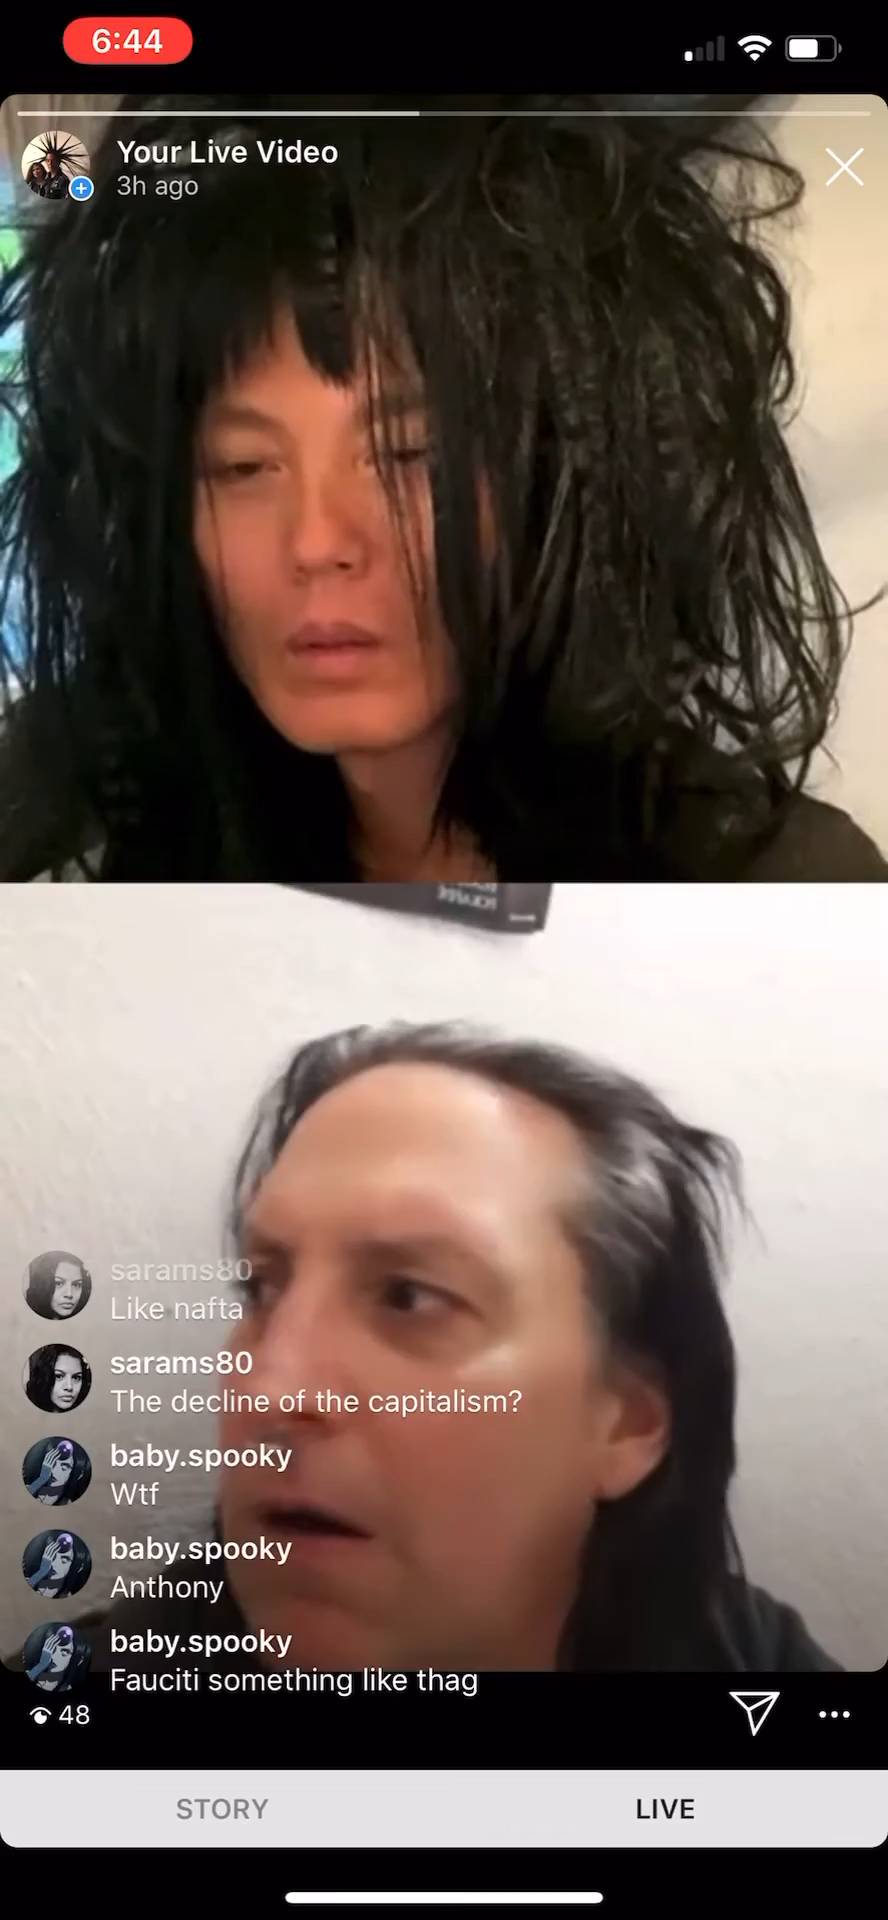 6:44
Your Live Video
3h ago
sarams80
Like nafta
sarams80
The decline of the capitalism?
baby.spooky
Wtf
baby.spooky
Anthony
baby.spooky
Fauciti something like thag
48
STORY
LIVE